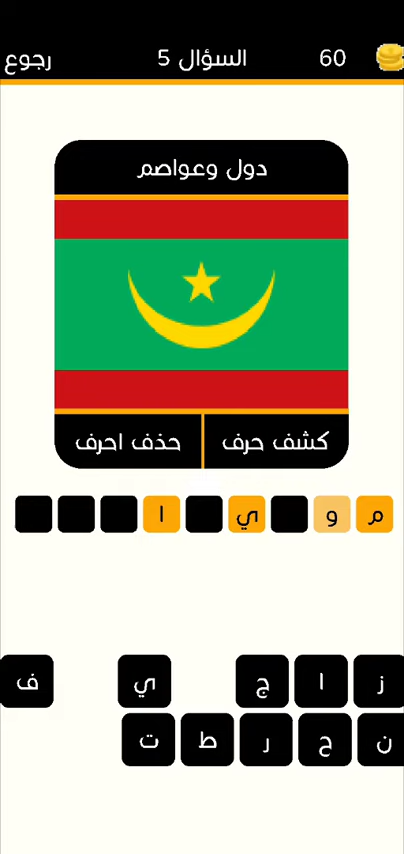 رجوع السؤال 5 60
دول وعواصم
كشف حرف حذف احرف
م و ي ا
ز ا ج ي ف
ن ح ر ط ت